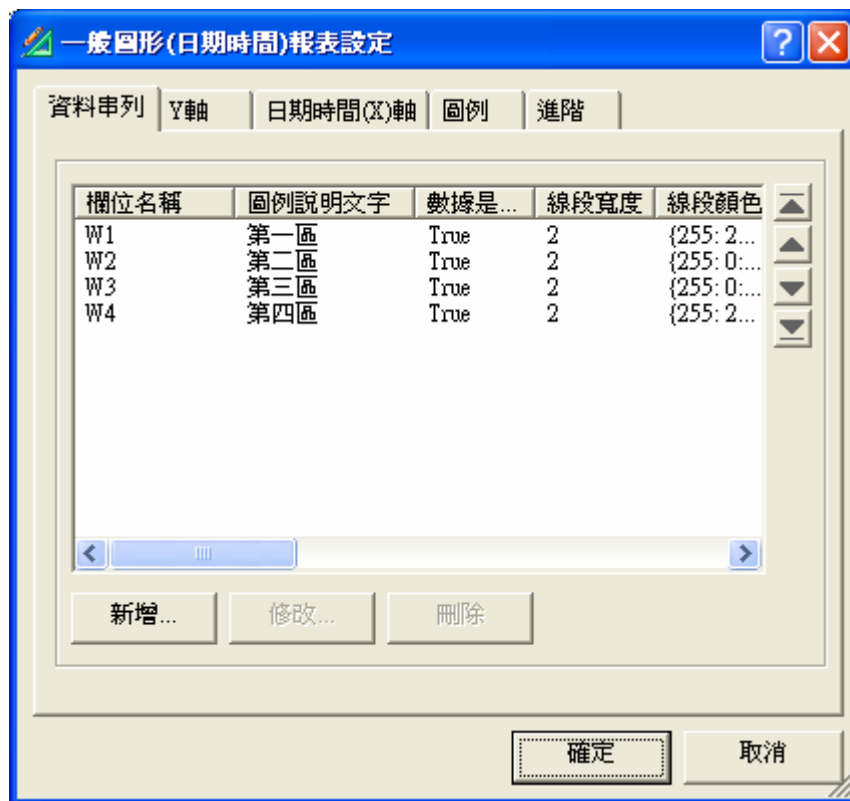 一般圖形(日期時間)報表設定
資料串列 Y軸 日期時間(X)軸 圖例 進階
欄位名稱 圖例說明文字 數據是... 線段寬度 線段顏色
W1 第一區 True 2 {255: 2...
W2 第二區 True 2 {255: 0:...
W3 第三區 True 2 {255: 0:...
W4 第四區 True 2 {255: 2...
新增... 修改... 刪除
確定 取消